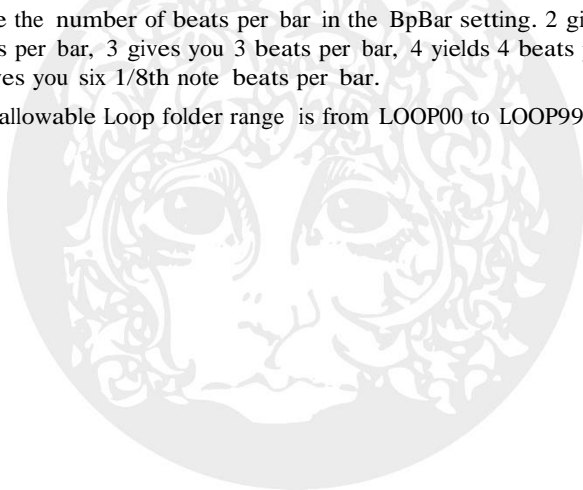 the number of beats per bar in the BpBar setting. 2
per bar, 3 gives you 3 beats per bar, 4 yields 4 beats
you six 1/8th note beats per bar.
allowable Loop folder range is from LOOP00 to LOOP99